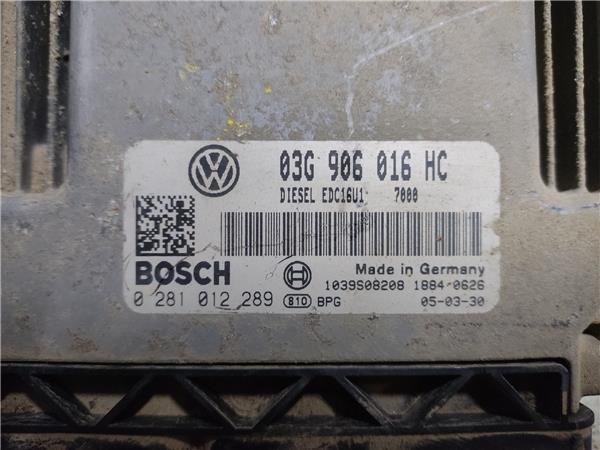 03G 906 016 HC
DIESEL EDC16U1 7000
BOSCH
Made in Germany
0 281 012 289 810 BPG 1039S08208 1884 0626 05-03-30